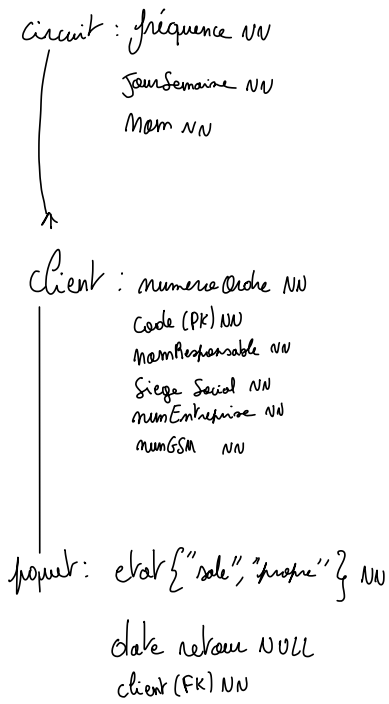 circuit : fréquence NN
JourSemaine NN
Nom NN
client : numeroOrdre NN
Code (PK) NN
nomResponsable NN
Siege Social NN
numEntreprise NN
numGSM NN
paquet : etat {"sale", "propre"} NN
date retour NULL
client (FK) NN